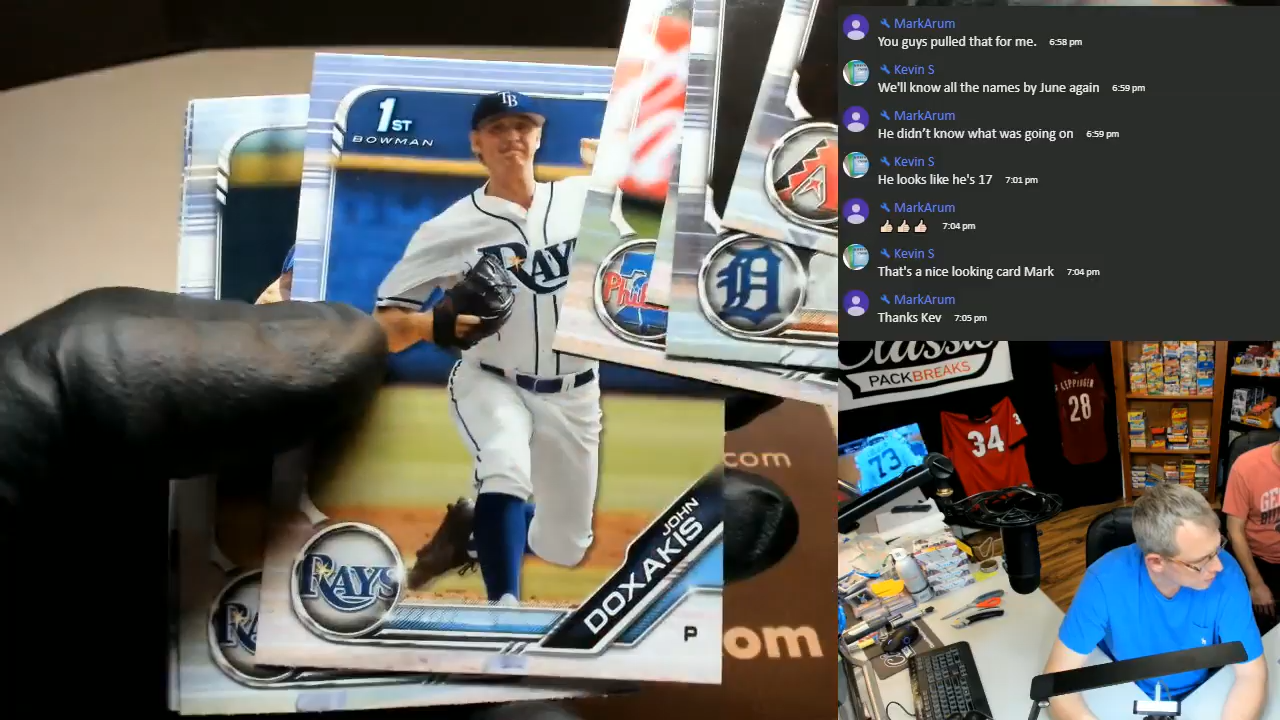 1ST
BOWMAN
TB
RAYS
RAYS
JOHN
DOXAKIS
P
D
A
.com
om
MarkArum
You guys pulled that for me. 6:58 pm
Kevin S
We'll know all the names by June again 6:59 pm
MarkArum
He didn't know what was going on 6:59 pm
Kevin S
He looks like he's 17 7:01 pm
MarkArum
7:04 pm
Kevin S
That's a nice looking card Mark 7:04 pm
MarkArum
Thanks Kev 7:05 pm
Classic
PACKBREAKS
LEPPINGER
28
34
73